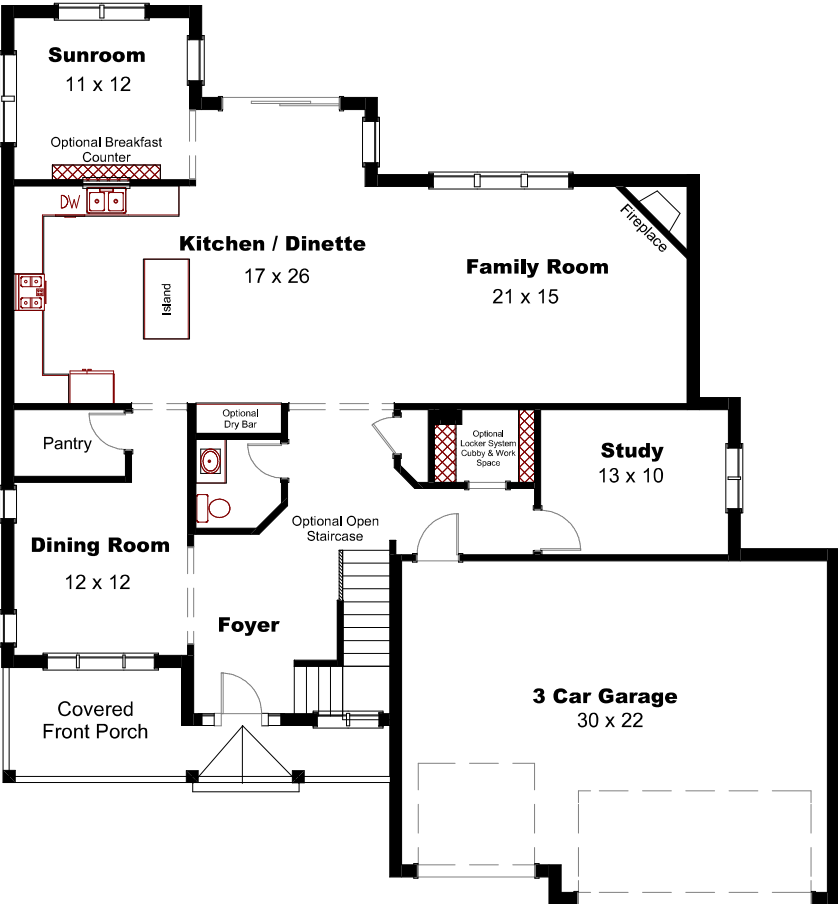 Sunroom
11 x 12
Optional Breakfast
Counter
DW
Kitchen / Dinette
17 x 26
Island
Family Room
21 x 15
Fireplace
Pantry
Optional
Dry Bar
Optional
Locker System
Cubby & Work
Space
Study
13 x 10
Optional Open
Staircase
Dining Room
12 x 12
Foyer
Covered
Front Porch
3 Car Garage
30 x 22